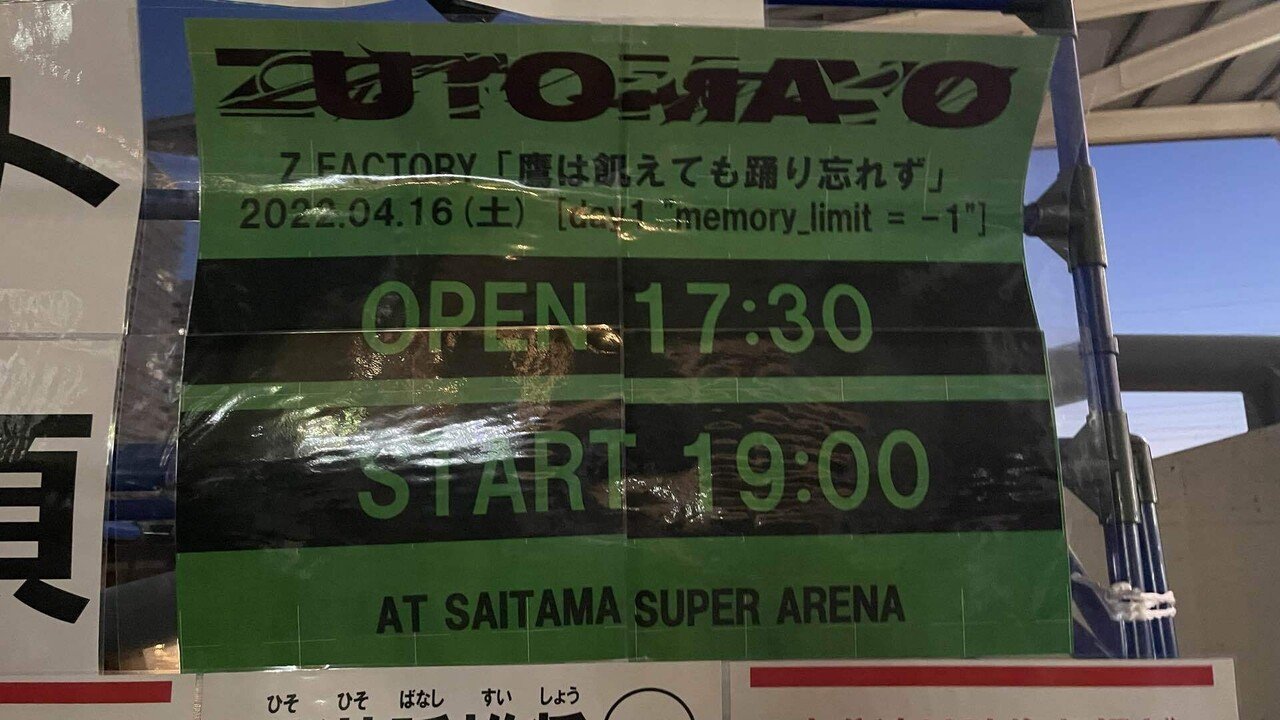 ZUTOMAYO
Z FACTORY「鷹は飢えても踊り忘れず」
2022.04.16(土) [day1 "memory_limit = -1"]
OPEN 17:30
START 19:00
AT SAITAMA SUPER ARENA
ひそ ひそ ばなし すい しょう